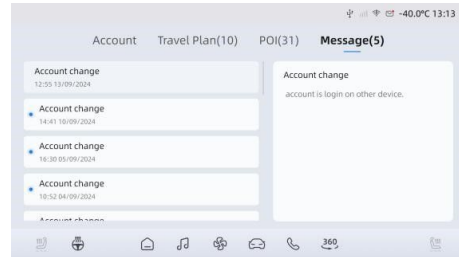 -40.0°C 13:13
Account Travel Plan(10) POI(31) Message(5)
Account change
12:55 13/09/2024
Account change
14:41 10/09/2024
Account change
16:30 05/09/2024
Account change
10:52 04/09/2024
Account change
Account change
account is login on other device.
360